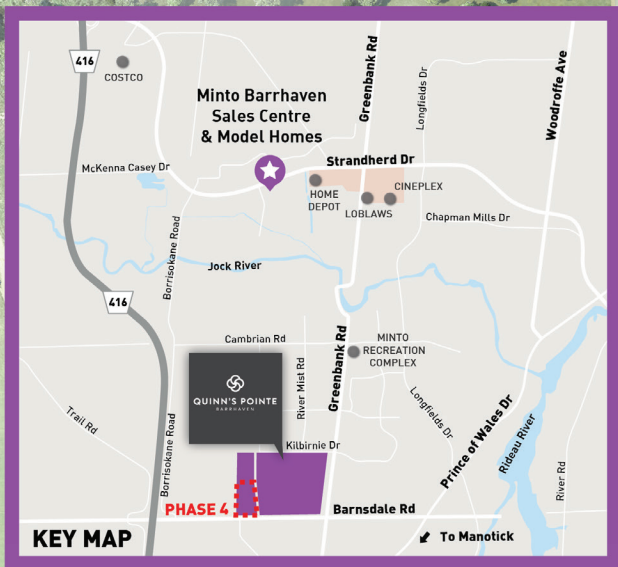 416
COSTCO
Minto Barrhaven
Sales Centre
& Model Homes
Greenbank Rd
Longfields Dr
Woodroffe Ave
McKenna Casey Dr
Strandherd Dr
HOME
DEPOT
LOBLAWS
CINEPLEX
Chapman Mills Dr
Borrisokane Road
Jock River
416
Cambrian Rd
MINTO
RECREATION
COMPLEX
Greenbank Rd
River Mist Rd
QUINN'S POINTE
BARRHAVEN
Longfields Dr
Prince of Wales Dr
Rideau River
River Rd
Trail Rd
Borrisokane Road
Kilbirnie Dr
PHASE 4
Barnsdale Rd
KEY MAP
To Manotick